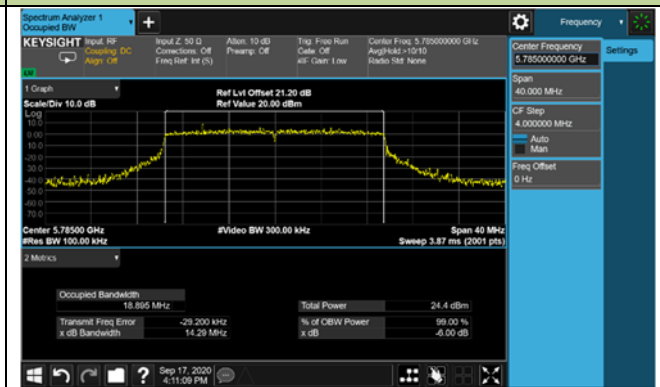 Spectrum Analyzer 1
Occupied BW
+
Frequency
KEYSIGHT
Input: RF
Coupling: DC
Align: Off
Input Z: 50 Ω
Corrections: Off
Freq Ref: Int (S)
Atten: 10 dB
Preamp: Off
Trig: Free Run
Gate: Off
#IF Gain: Low
Center Freq: 5.785000000 GHz
Avg|Hold:>10/10
Radio Std: None
1 Graph
Scale/Div 10.0 dB
Ref Lvl Offset 21.20 dB
Ref Value 20.00 dBm
Log
10.0
0.00
-10.0
-20.0
-30.0
-40.0
-50.0
-60.0
-70.0
Center 5.78500 GHz
#Res BW 100.00 kHz
#Video BW 300.00 kHz
Span 40 MHz
Sweep 3.87 ms (2001 pts)
2 Metrics
Occupied Bandwidth
18.895 MHz
Transmit Freq Error -29.200 kHz
x dB Bandwidth 14.29 MHz
Total Power 24.4 dBm
% of OBW Power 99.00 %
x dB -6.00 dB
Center Frequency
5.785000000 GHz
Span
40.000 MHz
CF Step
4.000000 MHz
Auto
Man
Freq Offset
0 Hz
Settings
?
Sep 17, 2020
4:11:09 PM